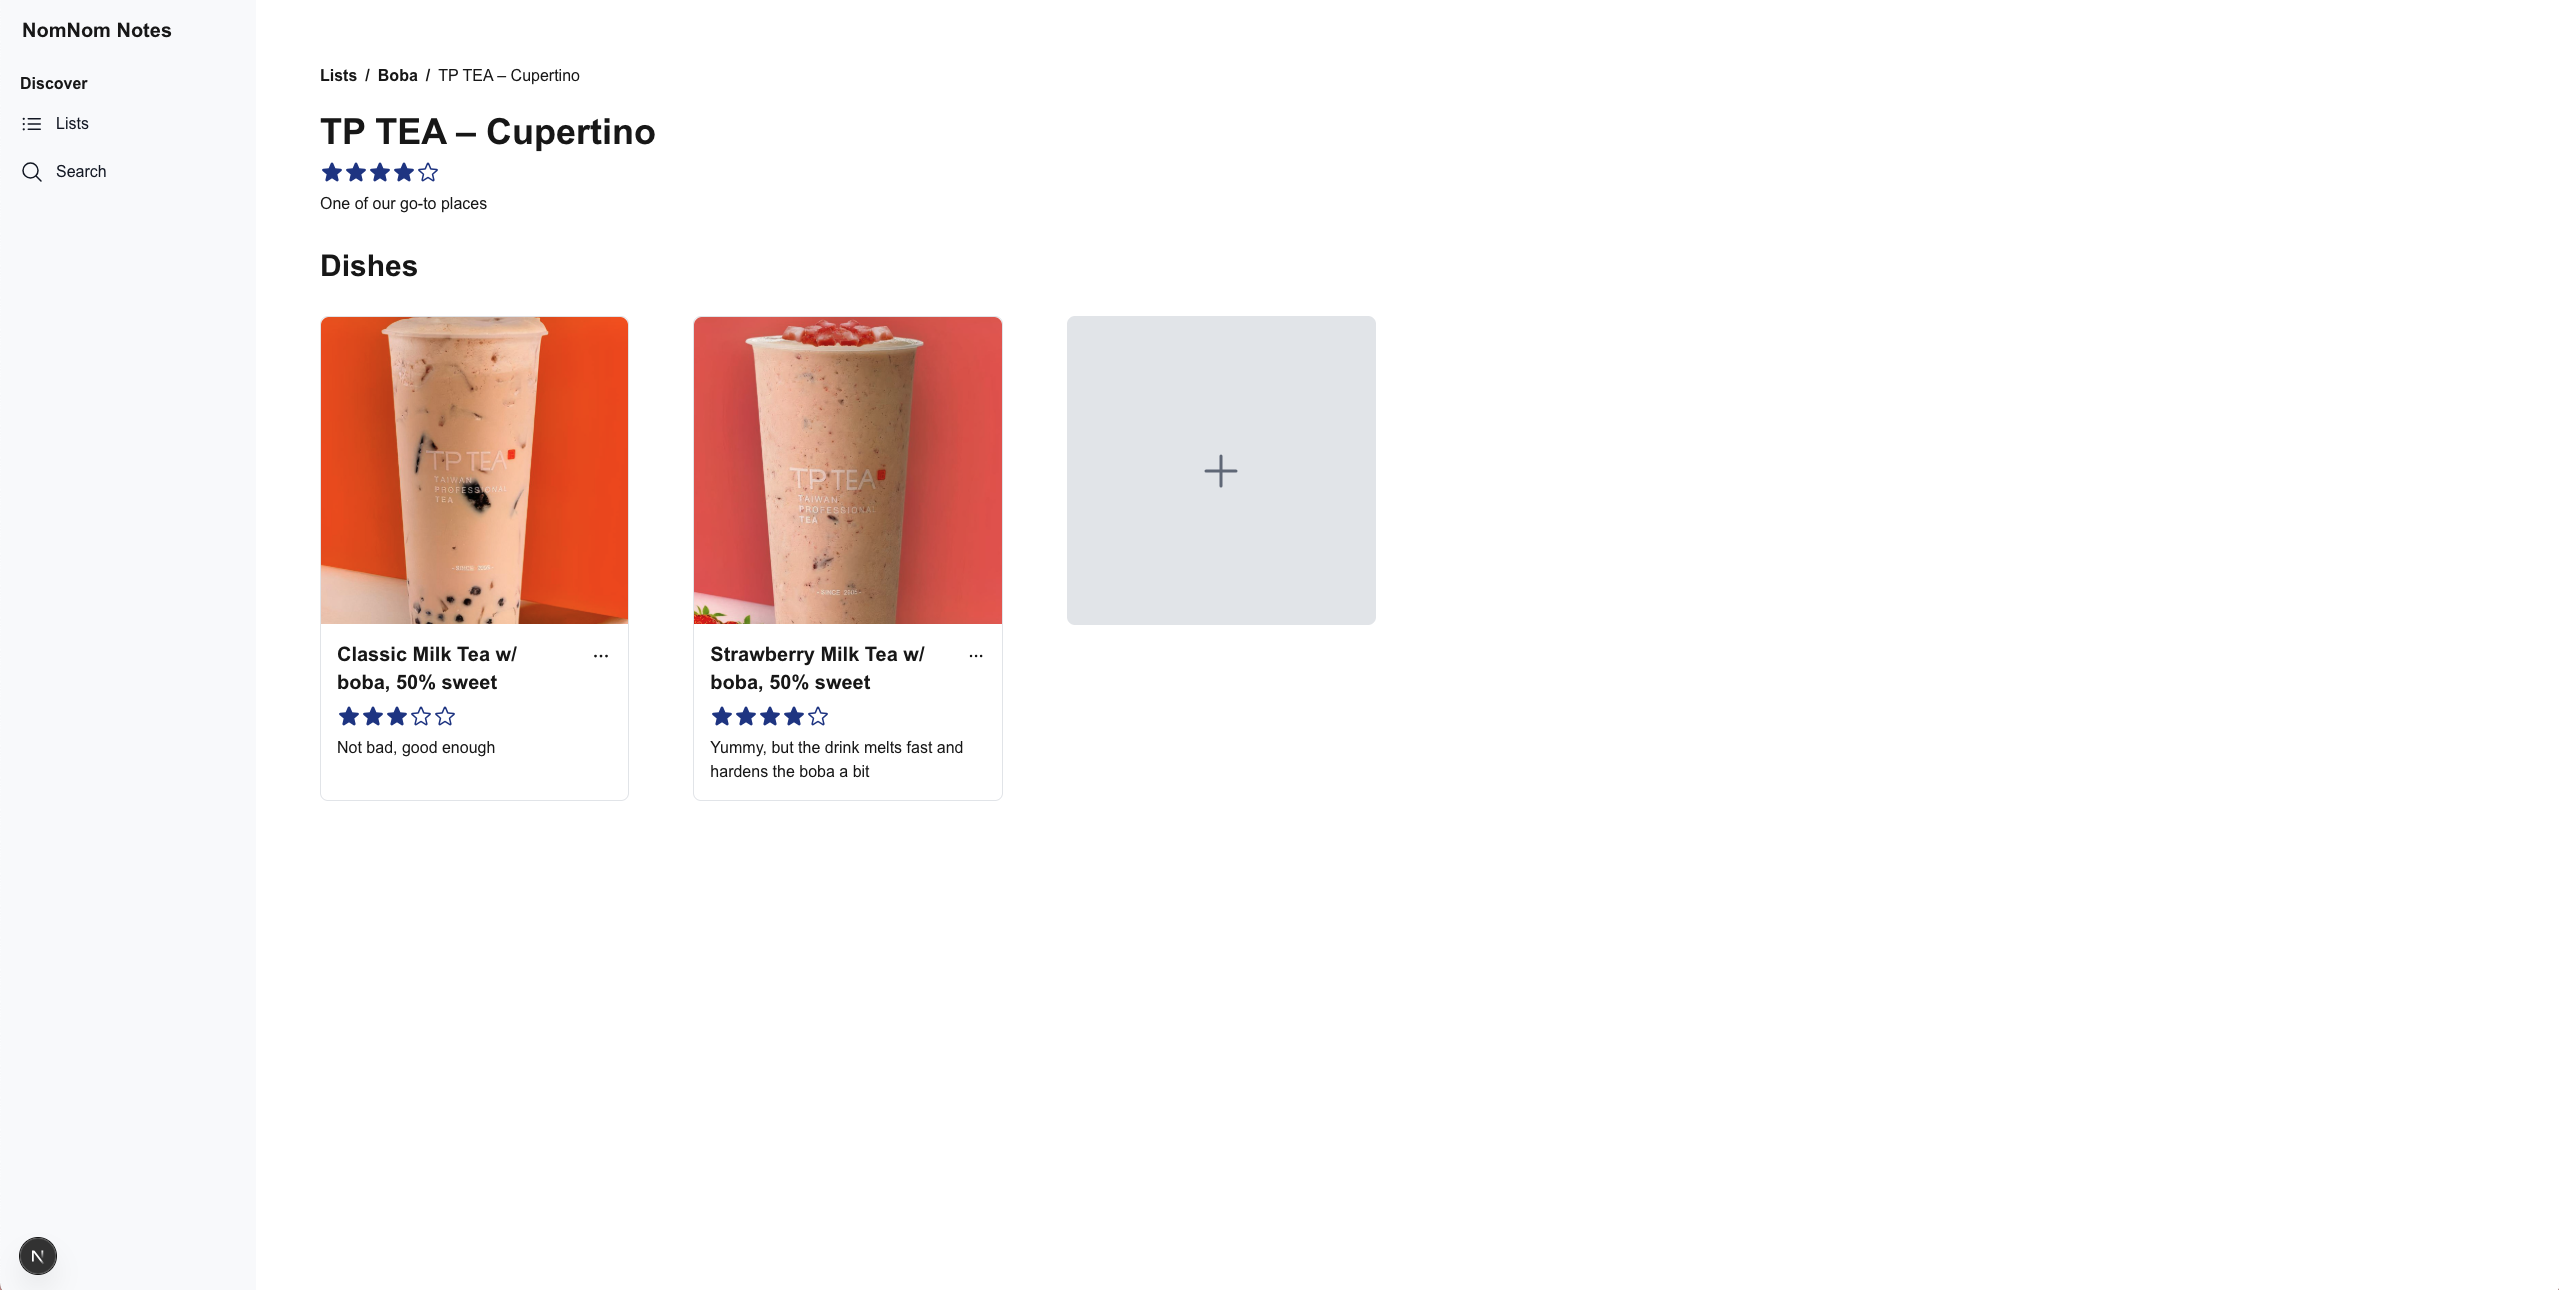 NomNom Notes
Discover
Lists
Search
Lists / Boba / TP TEA – Cupertino
TP TEA – Cupertino
One of our go-to places
Dishes
TP TEA
TAIWAN
PROFESSIONAL
TEA
TP TEA
TAIWAN
PROFESSIONAL
TEA
Classic Milk Tea w/
boba, 50% sweet
Not bad, good enough
Strawberry Milk Tea w/
boba, 50% sweet
Yummy, but the drink melts fast and
hardens the boba a bit
N